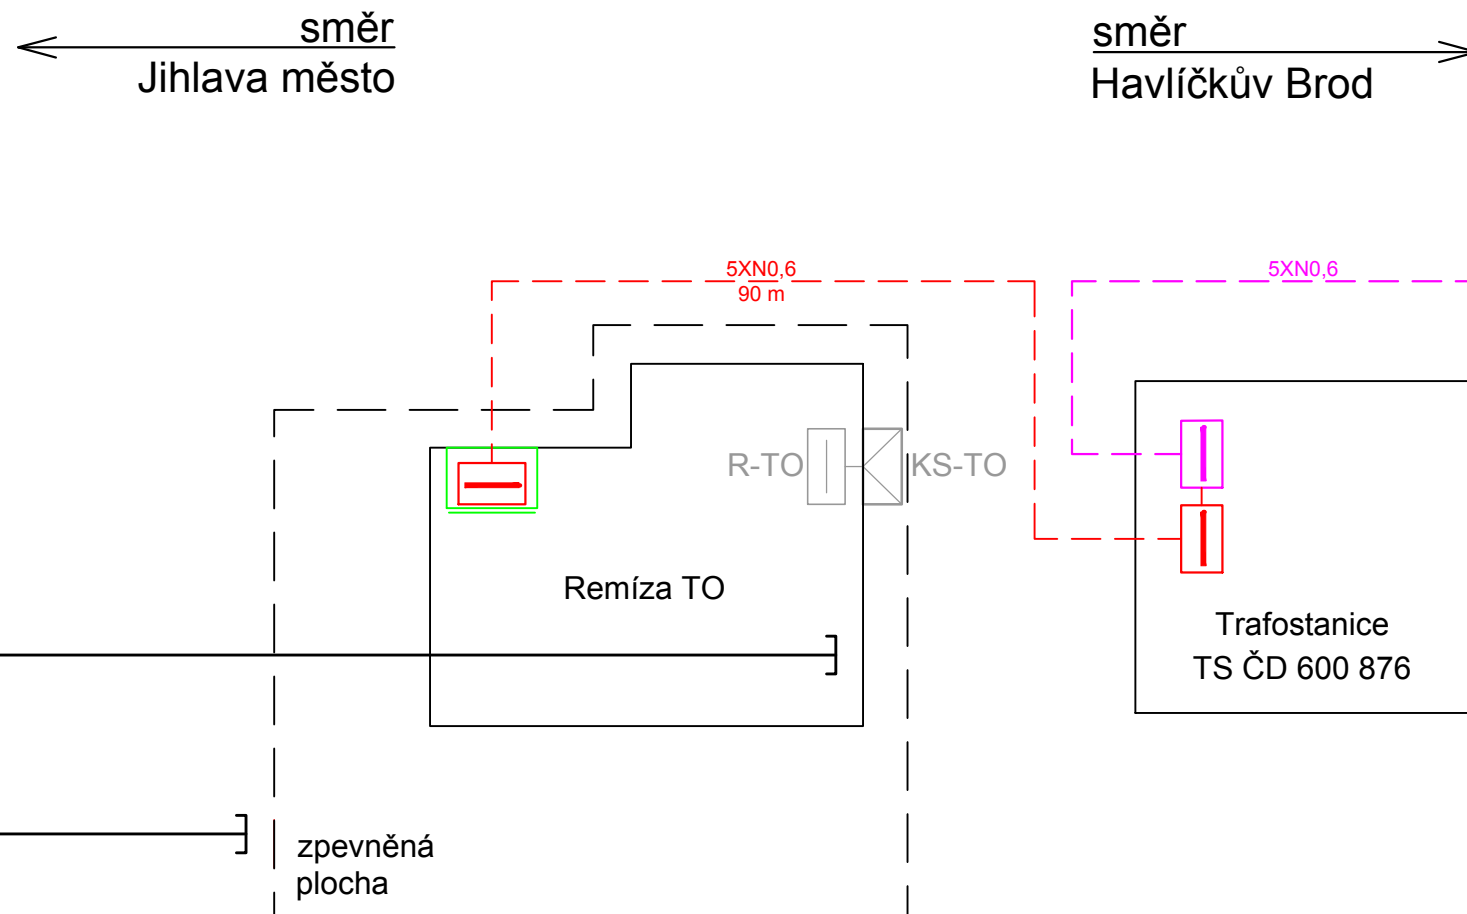 směr
Jihlava město
směr
Havlíčkův Brod
5XN0,6
90 m
5XN0,6
R-TO
KS-TO
Remíza TO
Trafostanice
TS ČD 600 876
zpevněná
plocha